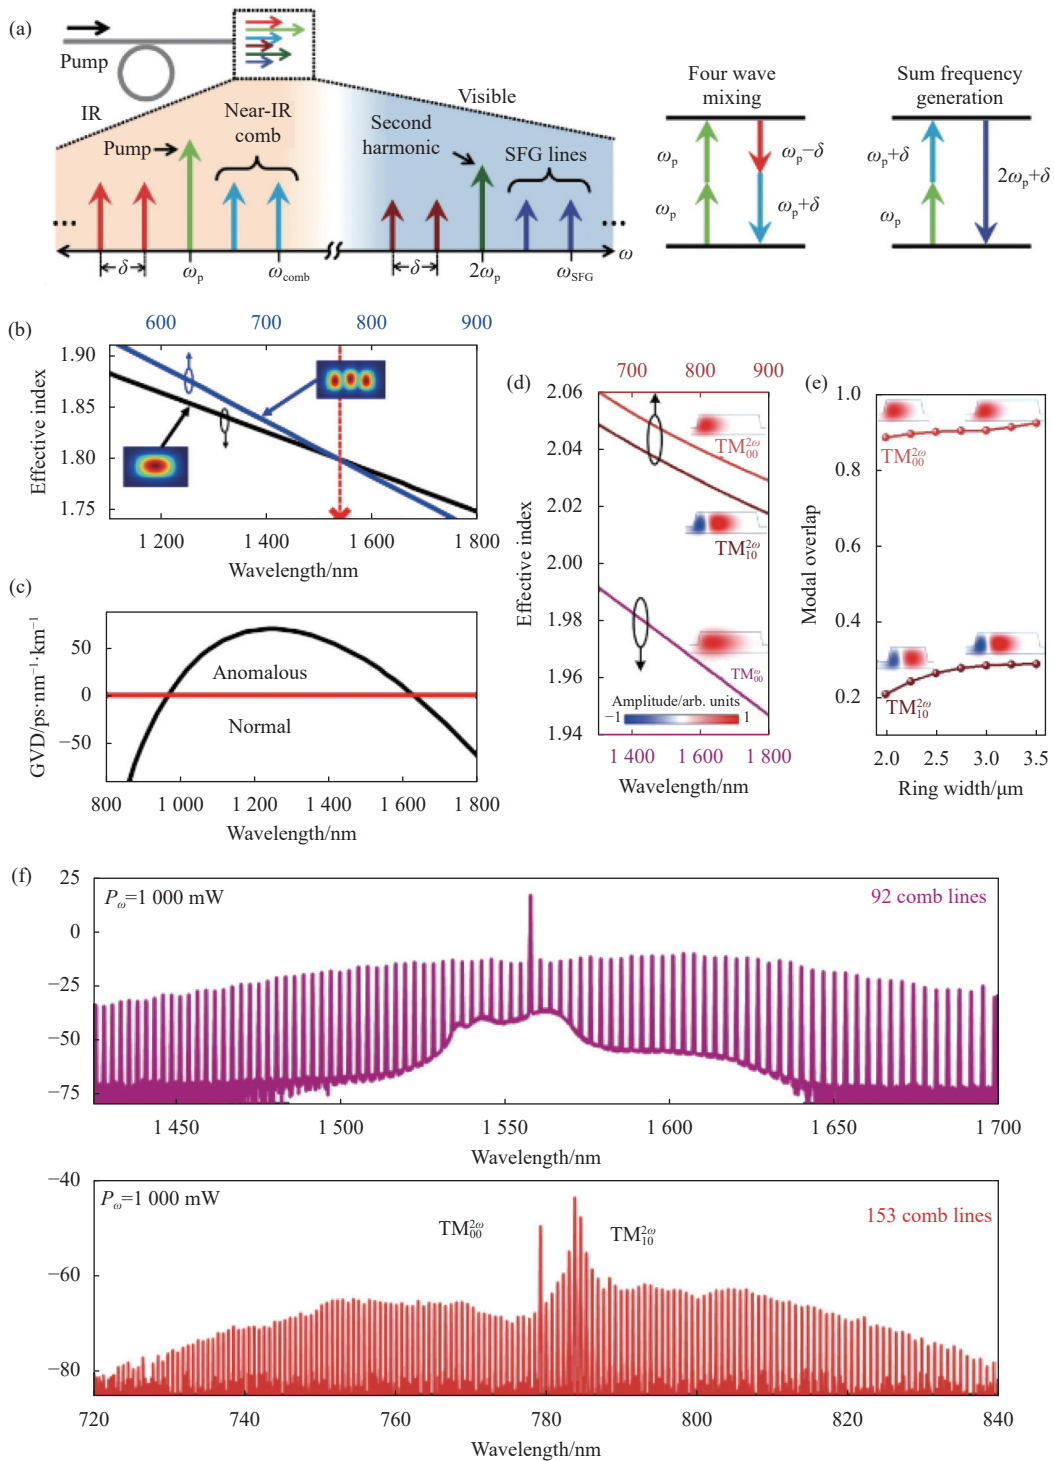 (a)
Pump
IR
Near-IR
comb
Pump
Visible
Second
harmonic
SFG lines
...
...
δ
ωp
ωcomb
δ
2ωp
ωSFG
ω
Four wave
mixing
ωp
ωp
ωp−δ
ωp+δ
Sum frequency
generation
ωp+δ
ωp
2ωp+δ
(b)
600 700 800 900
1.90
1.85
1.80
1.75
Effective index
1 200 1 400 1 600 1 800
Wavelength/nm
(c)
50
0
−50
GVD/ps·nm⁻¹·km⁻¹
Anomalous
Normal
800 1 000 1 200 1 400 1 600 1 800
Wavelength/nm
(d)
700 800 900
2.06
2.04
2.02
2.00
1.98
1.96
1.94
Effective index
TM₀₀²ω
TM₁₀²ω
TM₀₀ω
Amplitude/arb. units
−1 1
1 400 1 600 1 800
Wavelength/nm
(e)
1.0
0.8
0.6
0.4
0.2
Modal overlap
TM₀₀²ω
TM₁₀²ω
2.0 2.5 3.0 3.5
Ring width/μm
(f)
25
0
−25
−50
−75
Pω=1 000 mW
92 comb lines
1 450 1 500 1 550 1 600 1 650 1 700
Wavelength/nm
−40
−60
−80
Pω=1 000 mW
TM₀₀²ω
TM₁₀²ω
153 comb lines
720 740 760 780 800 820 840
Wavelength/nm